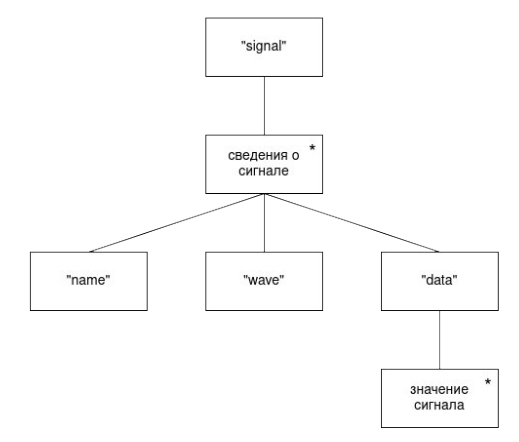 "signal"
сведения о *
сигнале
"name"
"wave"
"data"
значение *
сигнала